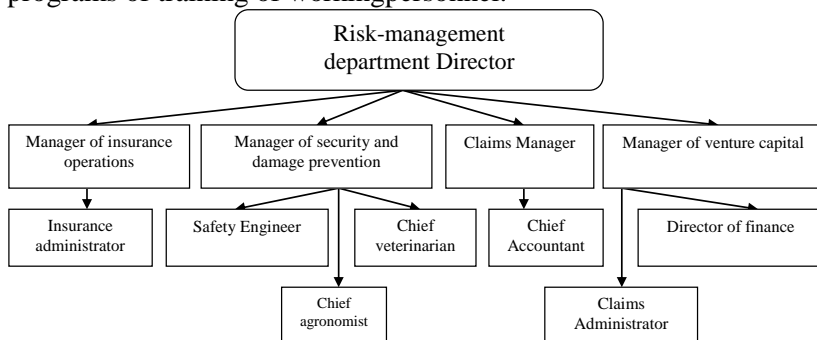 programs of training of workingpersonnel.
Risk-management
department Director
Manager of insurance
operations
Manager of security and
damage prevention
Claims Manager
Manager of venture capital
Insurance
administrator
Safety Engineer
Chief
veterinarian
Chief
Accountant
Director of finance
Chief
agronomist
Claims
Administrator